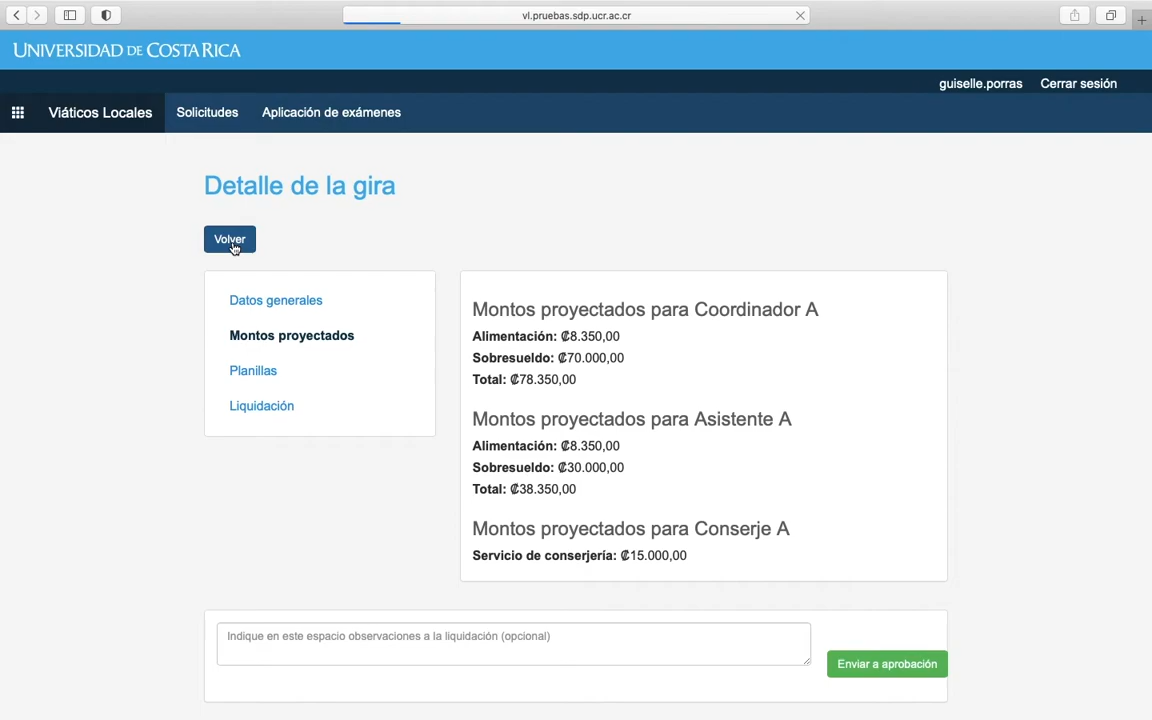 vl.pruebas.sdp.ucr.ac.cr
UNIVERSIDAD DE COSTA RICA
guiselle.porras Cerrar sesión
Viáticos Locales Solicitudes Aplicación de exámenes
Detalle de la gira
Volver
Datos generales
Montos proyectados
Planillas
Liquidación
Montos proyectados para Coordinador A
Alimentación: ₡8.350,00
Sobresueldo: ₡70.000,00
Total: ₡78.350,00
Montos proyectados para Asistente A
Alimentación: ₡8.350,00
Sobresueldo: ₡30.000,00
Total: ₡38.350,00
Montos proyectados para Conserje A
Servicio de conserjería: ₡15.000,00
Indique en este espacio observaciones a la liquidación (opcional)
Enviar a aprobación